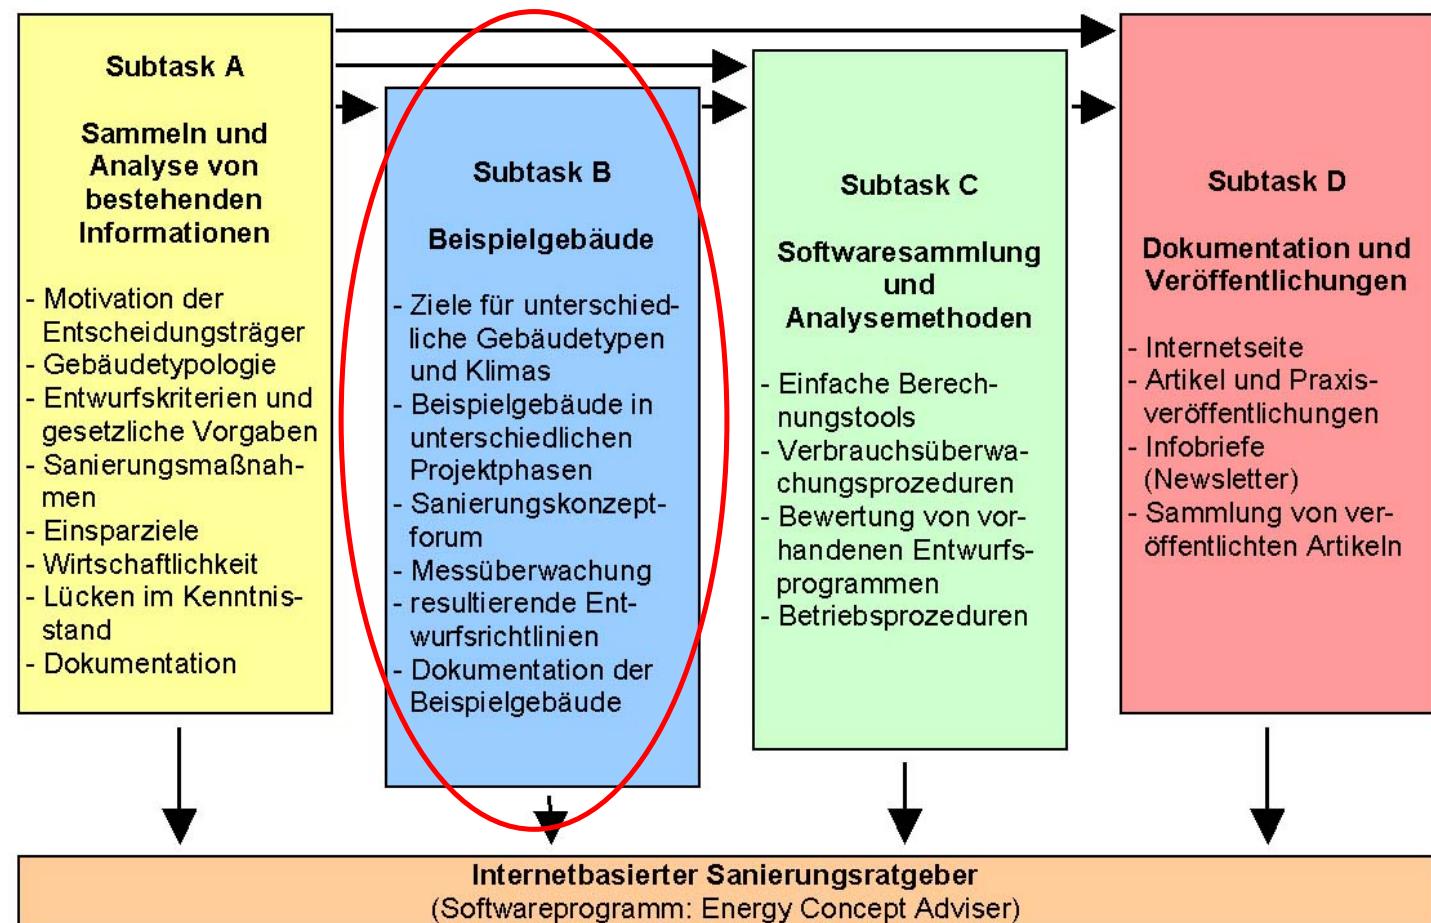 Subtask A
Sammeln und
Analyse von
bestehenden
Informationen
- Motivation der
Entscheidungsträger
- Gebäudetypologie
- Entwurfskriterien und
gesetzliche Vorgaben
- Sanierungsmaßnah-
men
- Einsparziele
- Wirtschaftlichkeit
- Lücken im Kenntnis-
stand
- Dokumentation
Subtask B
Beispielgebäude
- Ziele für unterschied-
liche Gebäudetypen
und Klimas
- Beispielgebäude in
unterschiedlichen
Projektphasen
- Sanierungskonzept-
forum
- Messüberwachung
- resultierende Ent-
wurfsrichtlinien
- Dokumentation der
Beispielgebäude
Subtask C
Softwaresammlung
und
Analysemethoden
- Einfache Berech-
nungstools
- Verbrauchsüberwa-
chungsprozeduren
- Bewertung von vor-
handenen Entwurfs-
programmen
- Betriebsprozeduren
Subtask D
Dokumentation und
Veröffentlichungen
- Internetseite
- Artikel und Praxis-
veröffentlichungen
- Infobriefe
(Newsletter)
- Sammlung von ver-
öffentlichten Artikeln
Internetbasierter Sanierungsratgeber
(Softwareprogramm: Energy Concept Adviser)